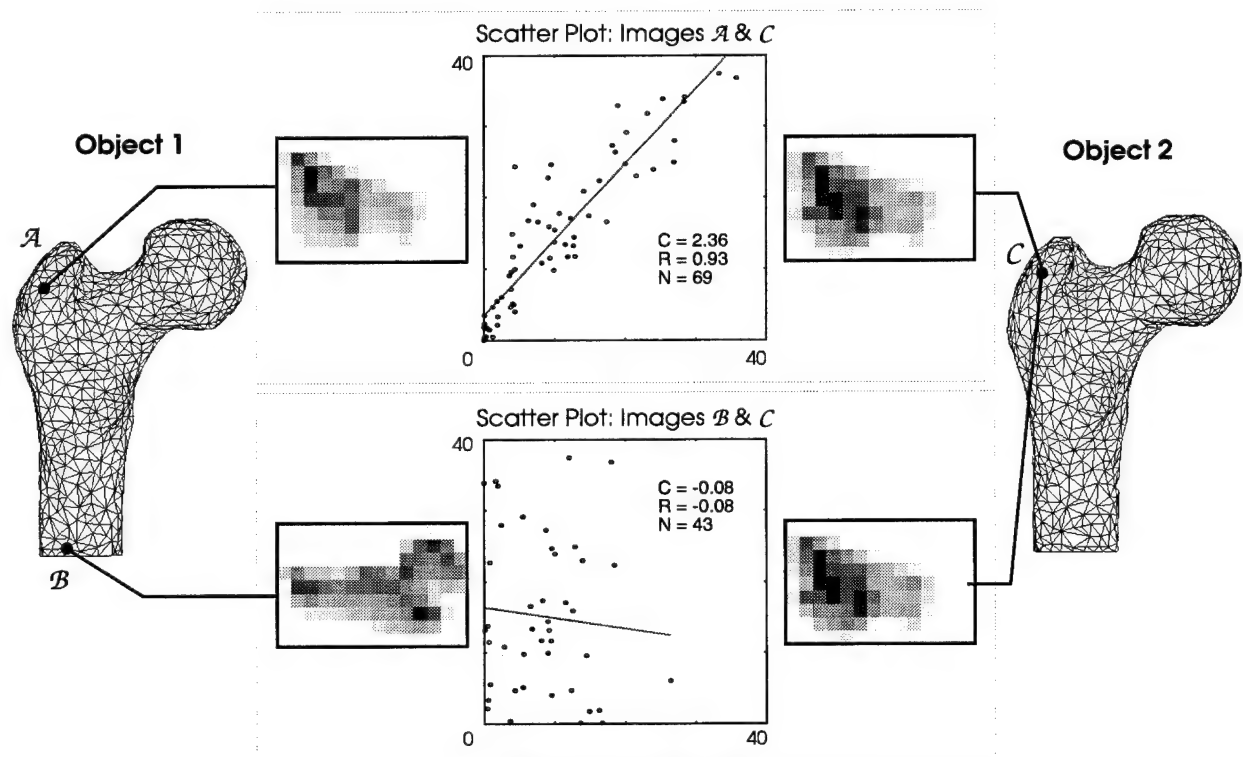 Scatter Plot: Images 𝒜 & 𝒞
40
Object 1
Object 2
𝒜
𝒞
C = 2.36
R = 0.93
N = 69
0
40
Scatter Plot: Images ℬ & 𝒞
40
C = -0.08
R = -0.08
N = 43
ℬ
0
40